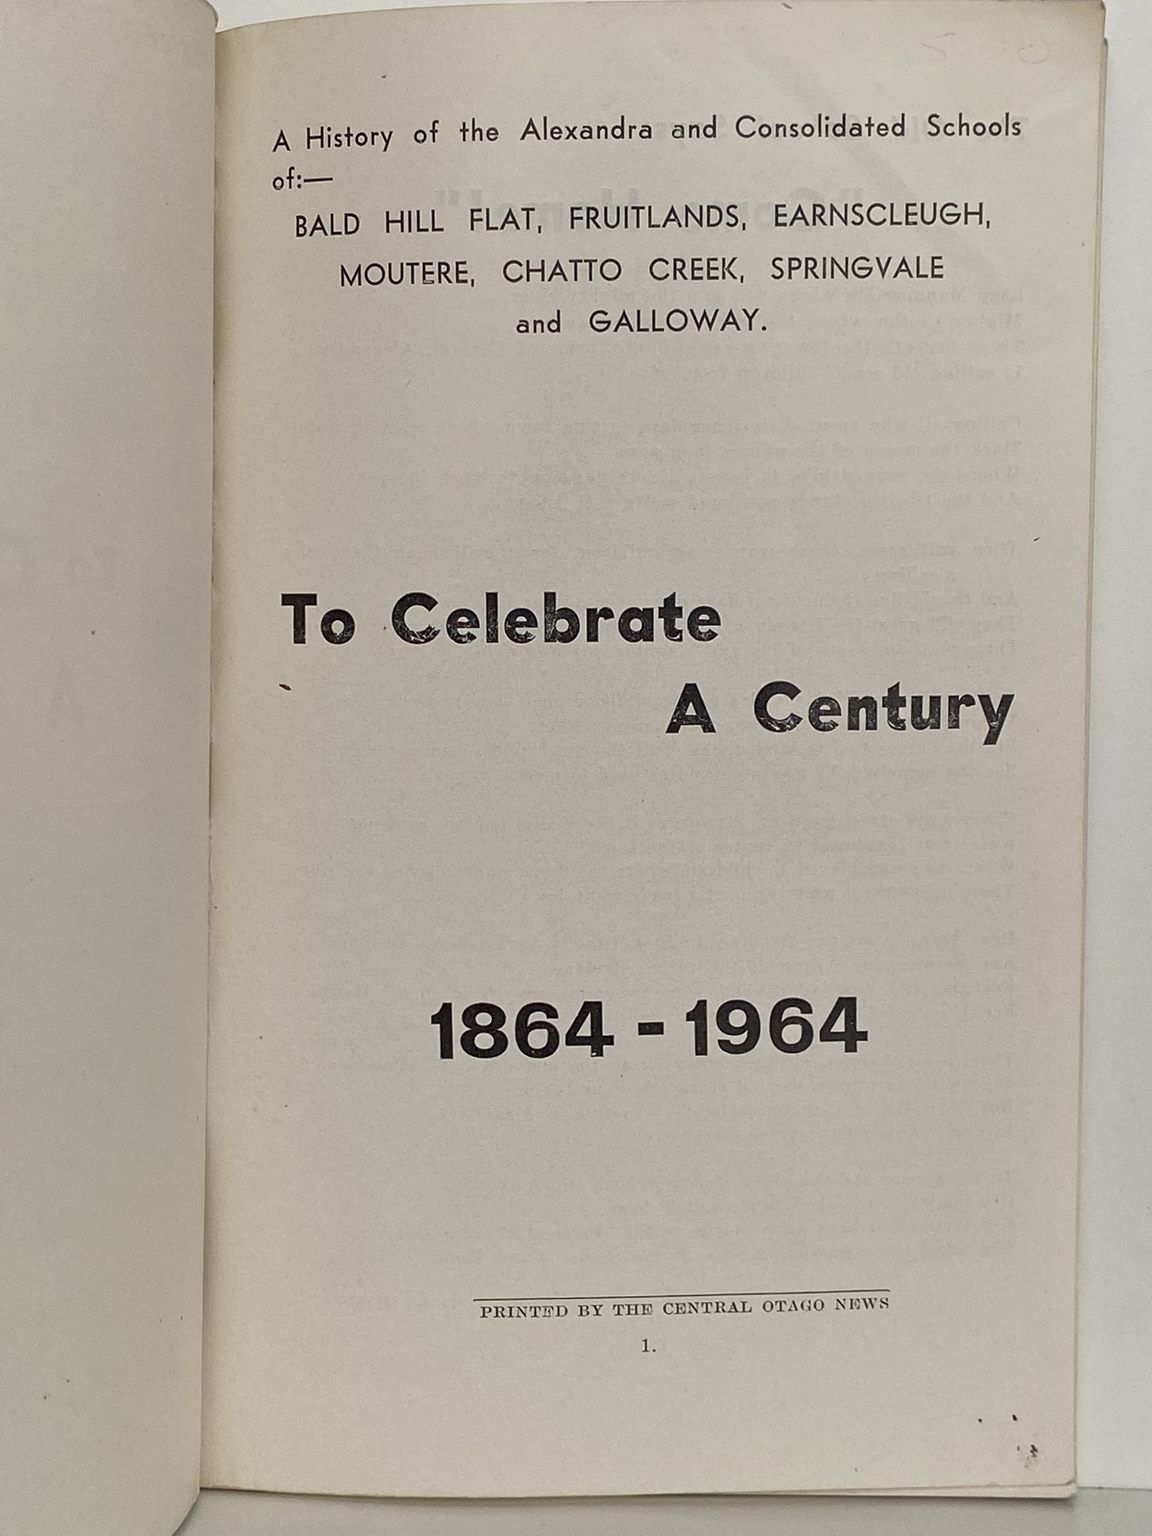 A History of the Alexandra and Consolidated Schools
of:—
BALD HILL FLAT, FRUITLANDS, EARNSCLEUGH,
MOUTERE, CHATTO CREEK, SPRINGVALE
and GALLOWAY.
To Celebrate
A Century
1864 - 1964
PRINTED BY THE CENTRAL OTAGO NEWS
1.